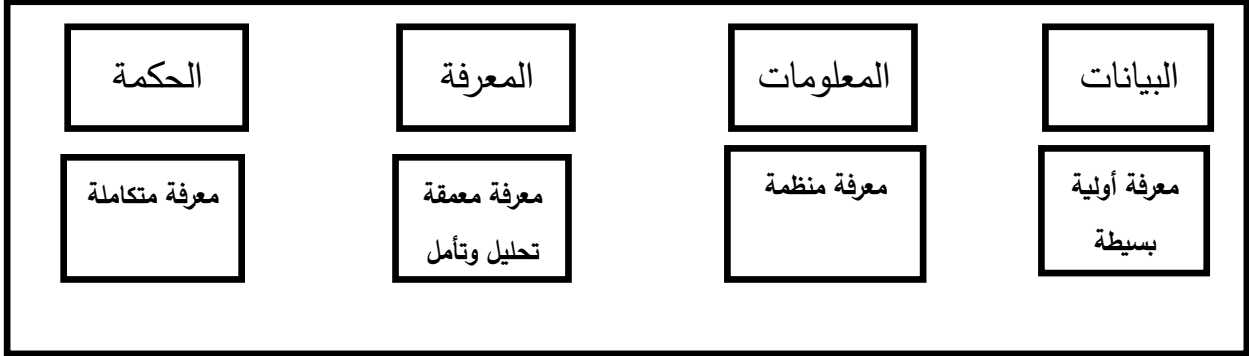 البيانات
المعلومات
المعرفة
الحكمة
معرفة أولية
بسيطة
معرفة منظمة
معرفة معمقة
تحليل وتأمل
معرفة متكاملة